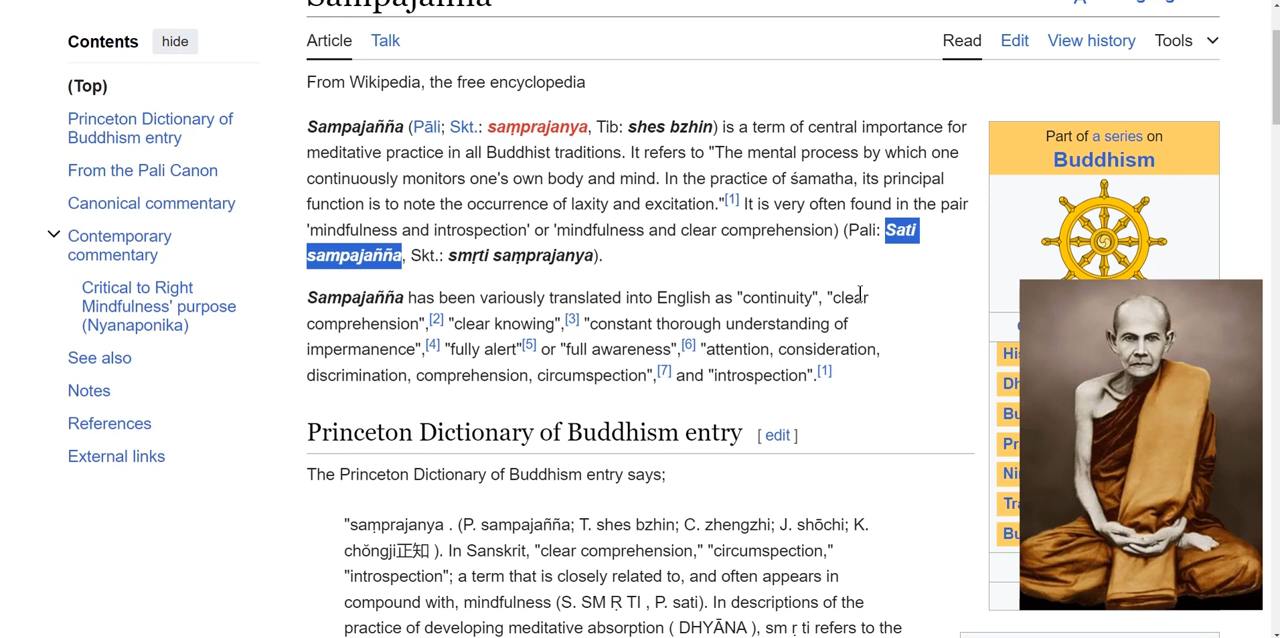 Sampajañña
Contents hide
(Top)
Princeton Dictionary of
Buddhism entry
From the Pali Canon
Canonical commentary
Contemporary
commentary
Critical to Right
Mindfulness' purpose
(Nyanaponika)
See also
Notes
References
External links
Article Talk
Read Edit View history Tools
From Wikipedia, the free encyclopedia
Sampajañña (Pāli; Skt.: saṃprajanya, Tib: shes bzhin) is a term of central importance for
meditative practice in all Buddhist traditions. It refers to "The mental process by which one
continuously monitors one's own body and mind. In the practice of śamatha, its principal
function is to note the occurrence of laxity and excitation."[1] It is very often found in the pair
'mindfulness and introspection' or 'mindfulness and clear comprehension) (Pali: Sati
sampajañña, Skt.: smṛti saṃprajanya).
Sampajañña has been variously translated into English as "continuity", "clear
comprehension",[2] "clear knowing",[3] "constant thorough understanding of
impermanence",[4] "fully alert"[5] or "full awareness",[6] "attention, consideration,
discrimination, comprehension, circumspection",[7] and "introspection".[1]
Princeton Dictionary of Buddhism entry [ edit ]
The Princeton Dictionary of Buddhism entry says;
"saṃprajanya . (P. sampajañña; T. shes bzhin; C. zhengzhi; J. shōchi; K.
chŏngji正知 ). In Sanskrit, "clear comprehension," "circumspection,"
"introspection"; a term that is closely related to, and often appears in
compound with, mindfulness (S. SM Ṛ TI , P. sati). In descriptions of the
practice of developing meditative absorption ( DHYĀNA ), sm ṛ ti refers to the
Part of a series on
Buddhism
Hi
Dh
Bu
Pr
Ni
Tr
Bu